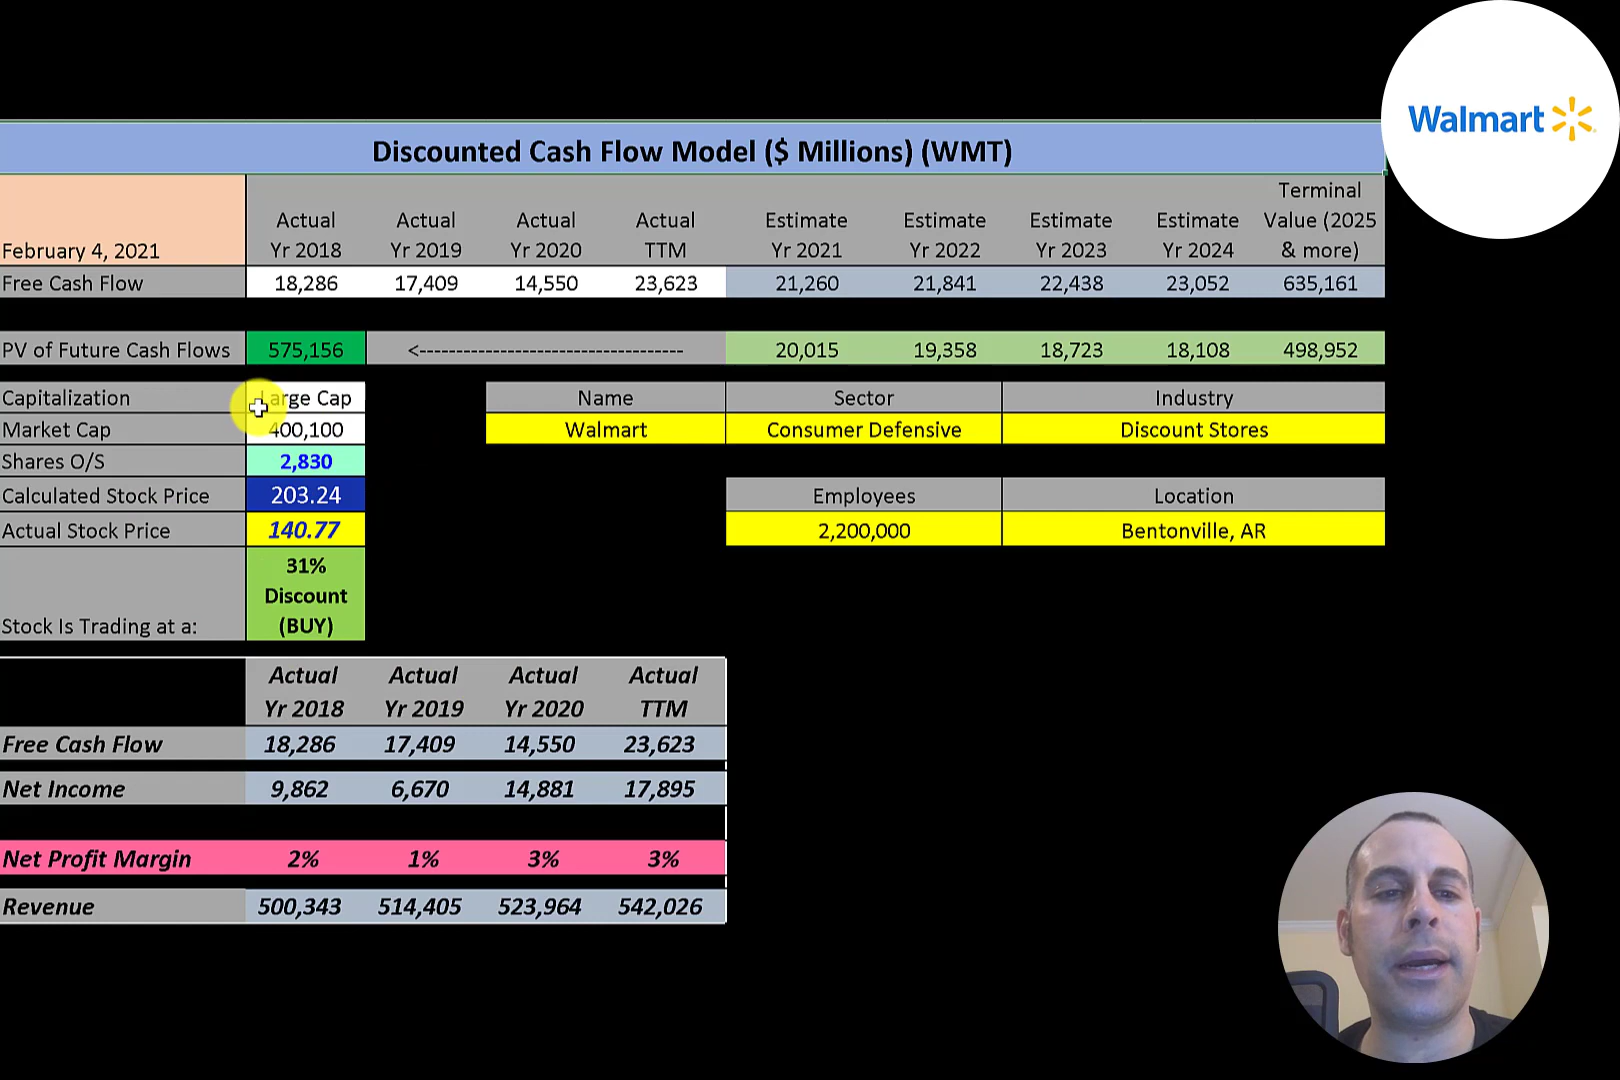 Walmart
Discounted Cash Flow Model ($ Millions) (WMT)
February 4, 2021
Actual Yr 2018
Actual Yr 2019
Actual Yr 2020
Actual TTM
Estimate Yr 2021
Estimate Yr 2022
Estimate Yr 2023
Estimate Yr 2024
Terminal Value (2025 & more)
Free Cash Flow 18,286 17,409 14,550 23,623 21,260 21,841 22,438 23,052 635,161
PV of Future Cash Flows 575,156 <------------------------------------- 20,015 19,358 18,723 18,108 498,952
Capitalization Large Cap
Market Cap 400,100
Shares O/S 2,830
Calculated Stock Price 203.24
Actual Stock Price 140.77
Stock Is Trading at a: 31% Discount (BUY)
Name Sector Industry
Walmart Consumer Defensive Discount Stores
Employees Location
2,200,000 Bentonville, AR
Actual Yr 2018
Actual Yr 2019
Actual Yr 2020
Actual TTM
Free Cash Flow 18,286 17,409 14,550 23,623
Net Income 9,862 6,670 14,881 17,895
Net Profit Margin 2% 1% 3% 3%
Revenue 500,343 514,405 523,964 542,026